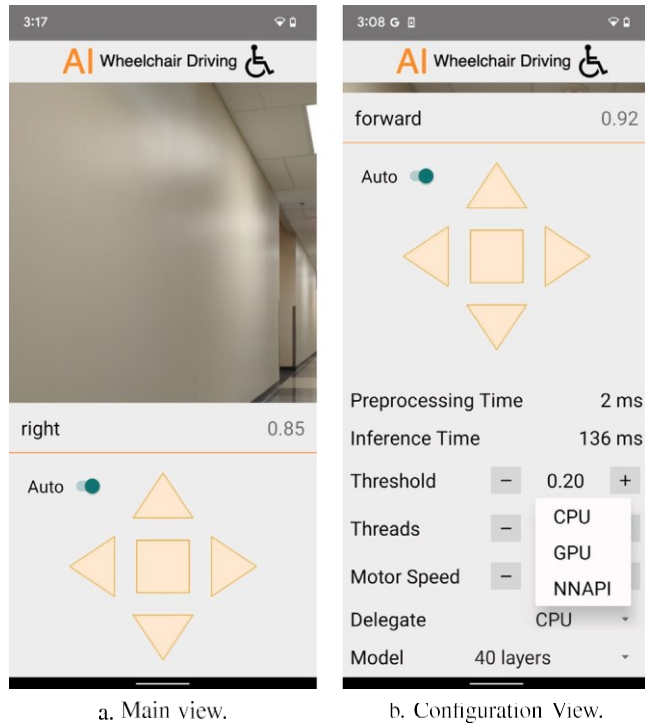 3:17
AI Wheelchair Driving
right 0.85
Auto
a. Main view.
3:08 G
AI Wheelchair Driving
forward 0.92
Auto
Preprocessing Time 2 ms
Inference Time 136 ms
Threshold − 0.20 +
CPU
Threads −
GPU
Motor Speed −
NNAPI
Delegate CPU
Model 40 layers
b. Configuration View.